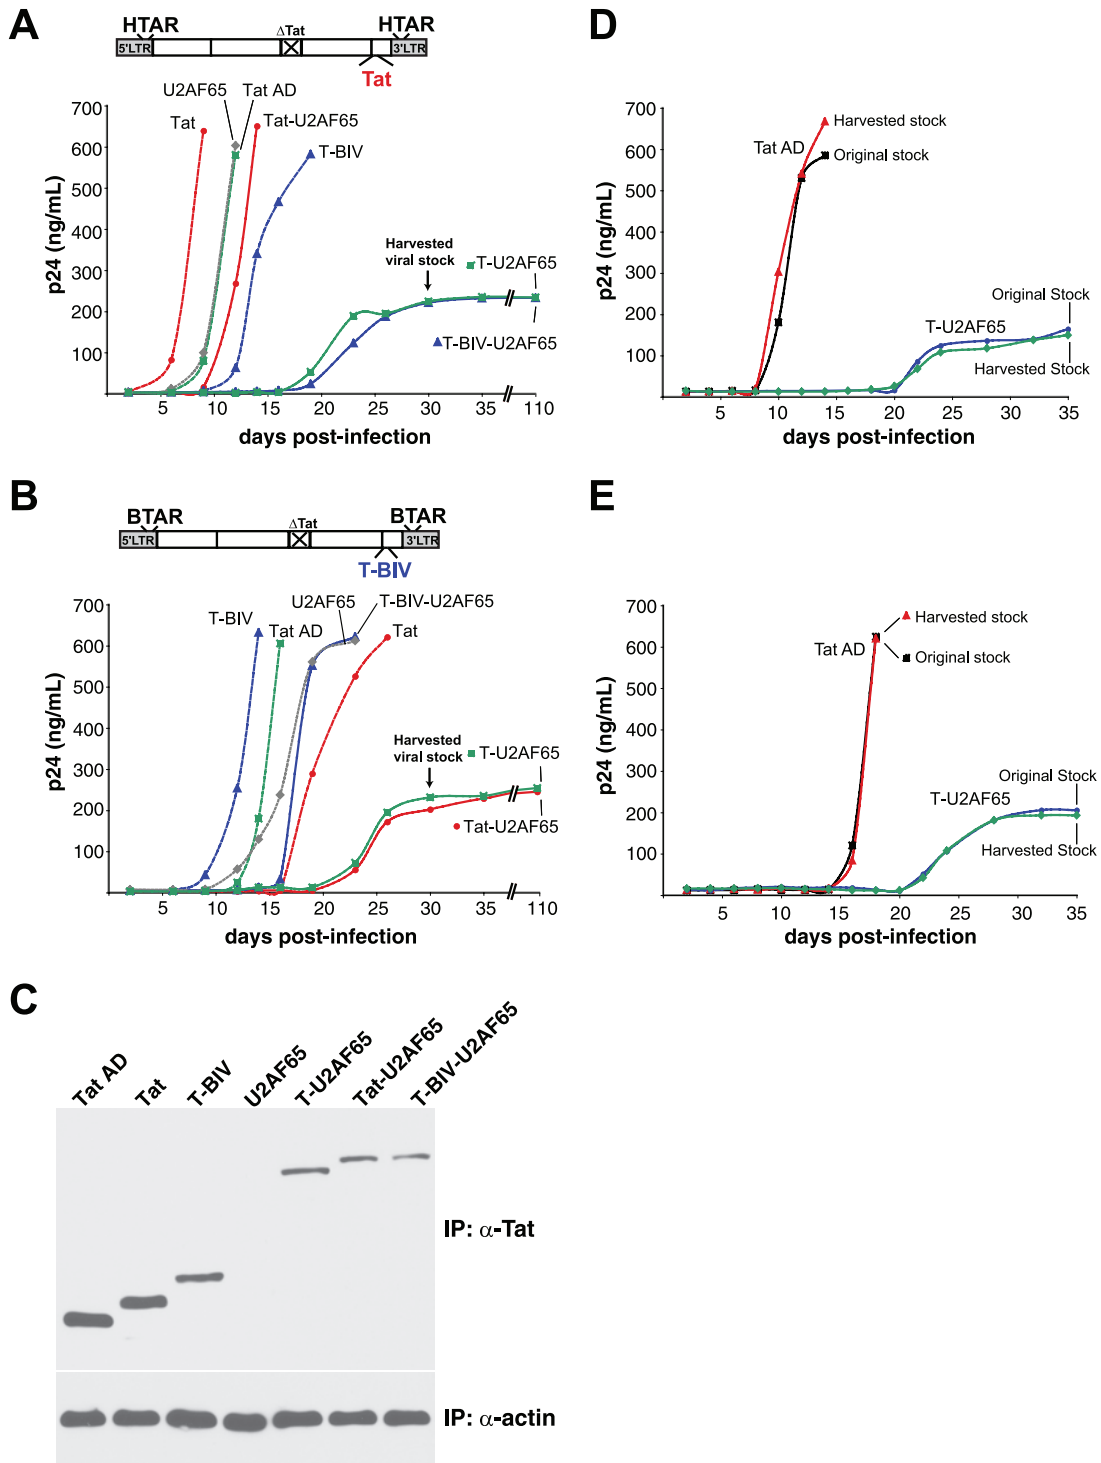 A
HTAR
HTAR
ΔTat
5'LTR
3'LTR
Tat
U2AF65
Tat AD
Tat
Tat-U2AF65
T-BIV
Harvested
viral stock
T-U2AF65
T-BIV-U2AF65
p24 (ng/mL)
700
600
500
400
300
200
100
5
10
15
20
25
30
35
110
days post-infection
B
BTAR
BTAR
ΔTat
5'LTR
3'LTR
T-BIV
U2AF65
T-BIV-U2AF65
T-BIV
Tat AD
Tat
Harvested
viral stock
T-U2AF65
Tat-U2AF65
p24 (ng/mL)
700
600
500
400
300
200
100
5
10
15
20
25
30
35
110
days post-infection
C
Tat AD
Tat
T-BIV
U2AF65
T-U2AF65
Tat-U2AF65
T-BIV-U2AF65
IP: α-Tat
IP: α-actin
D
700
600
500
400
300
200
100
p24 (ng/mL)
Harvested stock
Tat AD
Original stock
Original Stock
T-U2AF65
Harvested Stock
5
10
15
20
25
30
35
days post-infection
E
700
600
500
400
300
200
100
p24 (ng/mL)
Harvested stock
Tat AD
Original stock
Original Stock
T-U2AF65
Harvested Stock
5
10
15
20
25
30
35
days post-infection